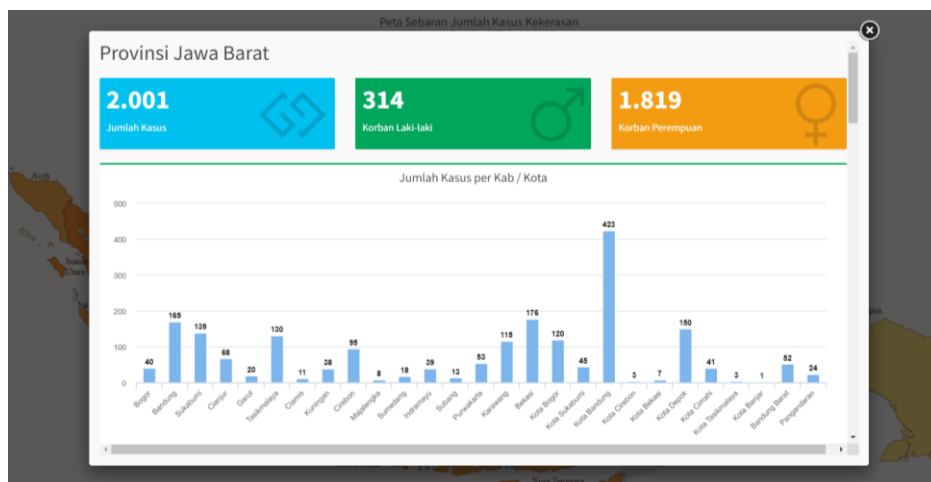 Peta Sebaran Jumlah Kasus Kekerasan
Provinsi Jawa Barat
2.001
Jumlah Kasus
314
Korban Laki-laki
1.819
Korban Perempuan
Jumlah Kasus per Kab / Kota
500
400
300
200
100
0
40
169
139
68
20
130
11
38
95
8
18
39
13
53
115
176
120
45
423
3
7
150
41
3
1
52
24
Bogor
Bandung
Sukabumi
Cianjur
Garut
Tasikmalaya
Ciamis
Kuningan
Cirebon
Majalengka
Sumedang
Indramayu
Subang
Purwakarta
Karawang
Bekasi
Kota Bogor
Kota Sukabumi
Kota Bandung
Kota Cirebon
Kota Bekasi
Kota Depok
Kota Cimahi
Kota Tasikmalaya
Kota Banjar
Bandung Barat
Pangandaran
Aceh
Utara